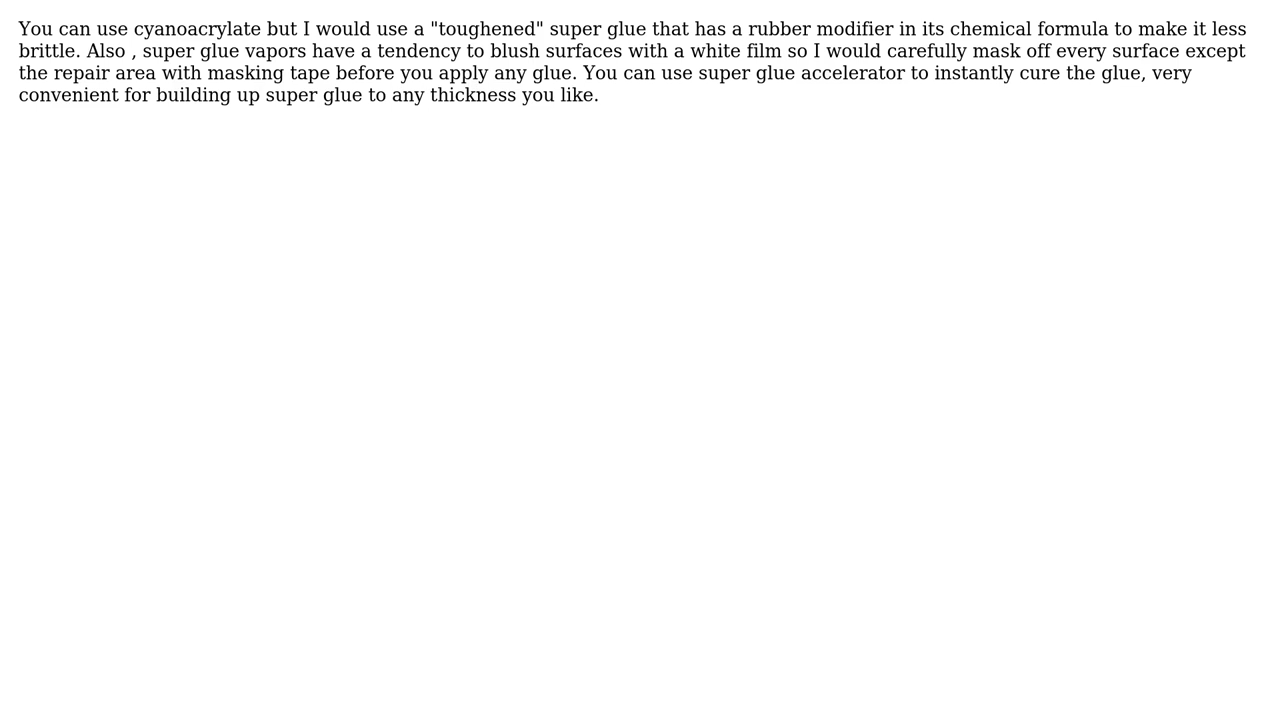 You can use cyanoacrylate but I would use a "toughened" super glue that has a rubber modifier in its chemical formula to make it less
brittle. Also , super glue vapors have a tendency to blush surfaces with a white film so I would carefully mask off every surface except
the repair area with masking tape before you apply any glue. You can use super glue accelerator to instantly cure the glue, very
convenient for building up super glue to any thickness you like.